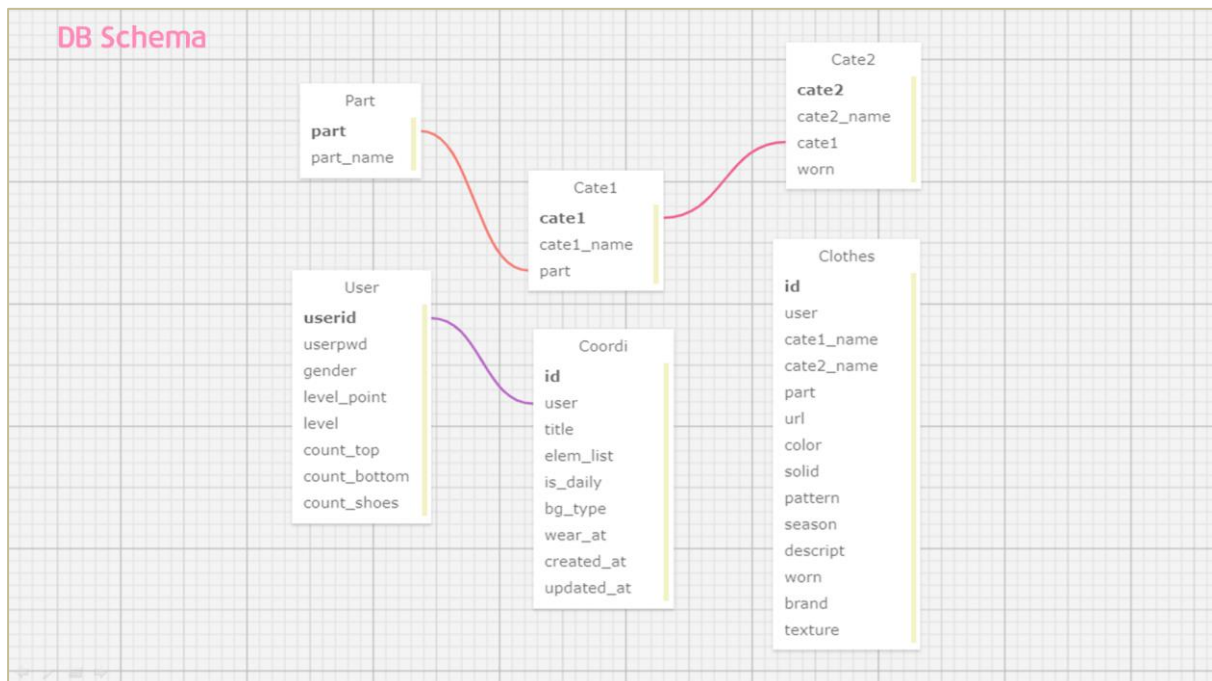 DB Schema
Part
part
part_name
Cate1
cate1
cate1_name
part
Cate2
cate2
cate2_name
cate1
worn
User
userid
userpwd
gender
level_point
level
count_top
count_bottom
count_shoes
Coordi
id
user
title
elem_list
is_daily
bg_type
wear_at
created_at
updated_at
Clothes
id
user
cate1_name
cate2_name
part
url
color
solid
pattern
season
descript
worn
brand
texture